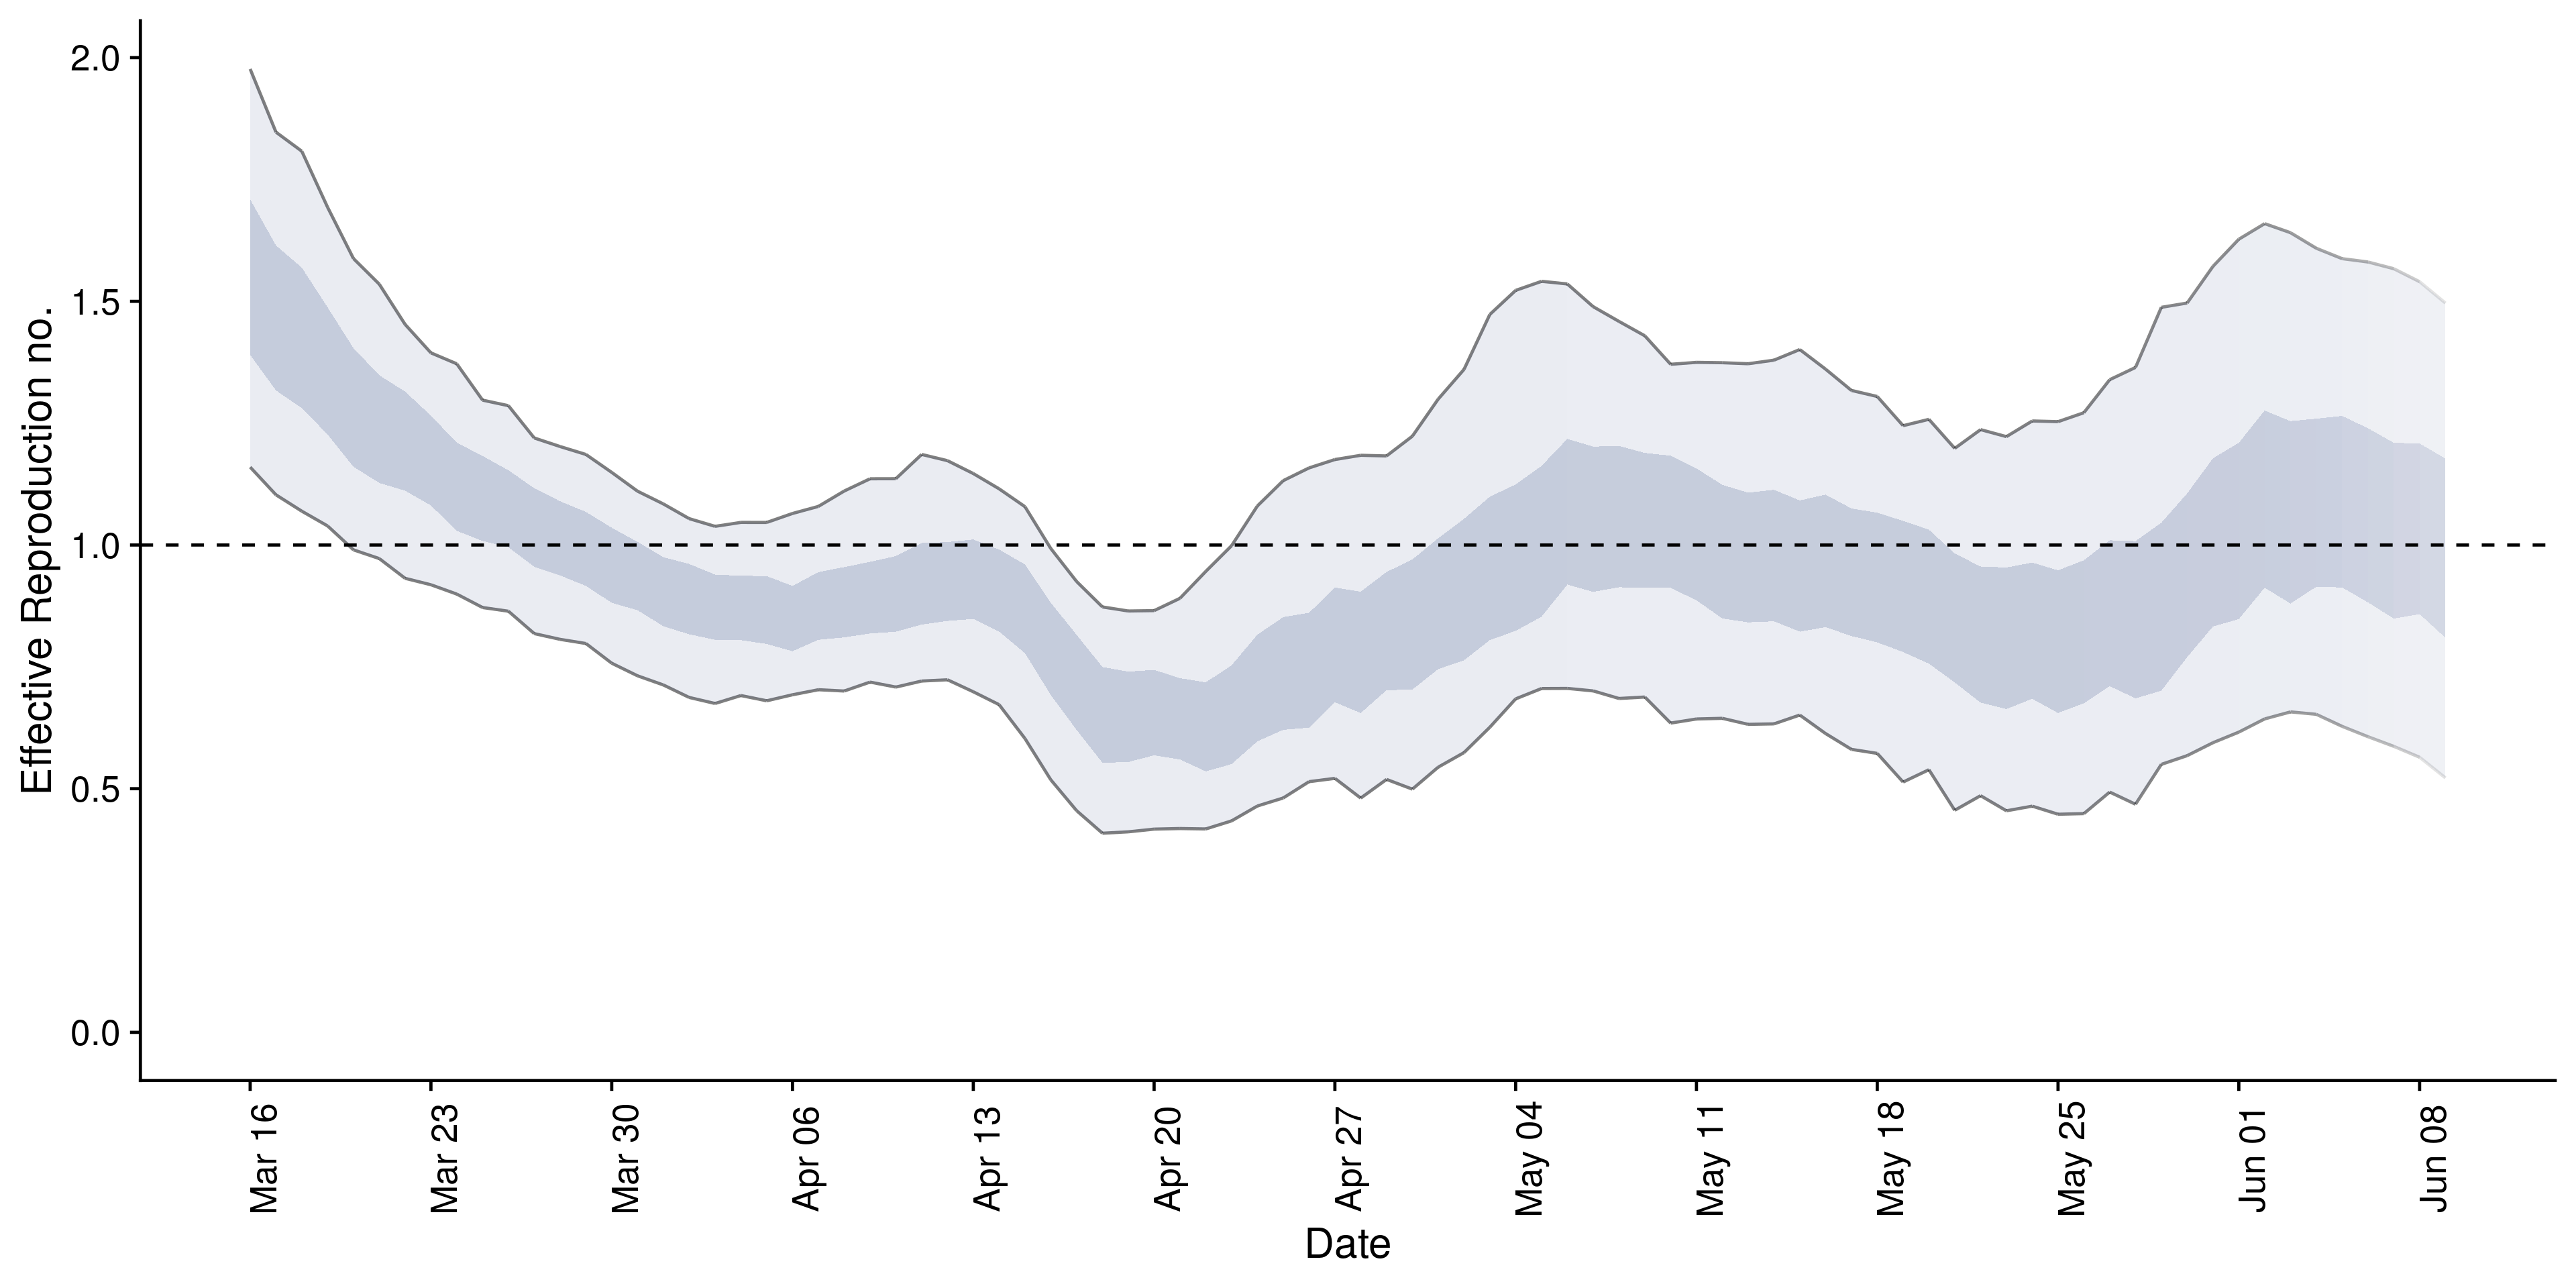 Effective Reproduction no.
2.0
1.5
1.0
0.5
0.0
Mar 16
Mar 23
Mar 30
Apr 06
Apr 13
Apr 20
Apr 27
May 04
May 11
May 18
May 25
Jun 01
Jun 08
Date